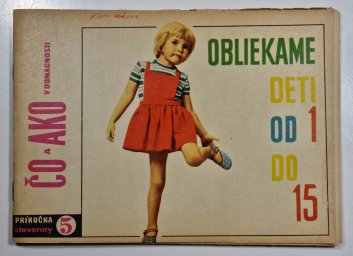 OBLIEKAME
DETI
OD 1
DO
15
ČO A AKO
V DOMÁCNOSTI
PRÍRUČKA
slovenky
5